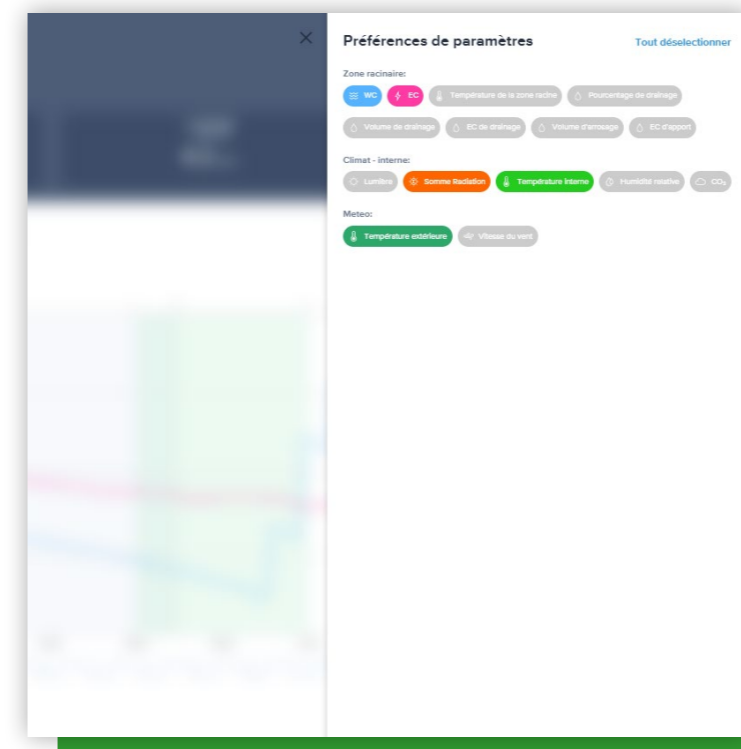 Préférences de paramètres Tout déselectionner
Zone racinaire:
WC EC Température de la zone racine Pourcentage de drainage
Volume de drainage EC de drainage Volume d'arrosage EC d'apport
Climat - interne:
Lumière Somme Radiation Température Interne Humidité relative CO₂
Meteo:
Température extérieure Vitesse du vent